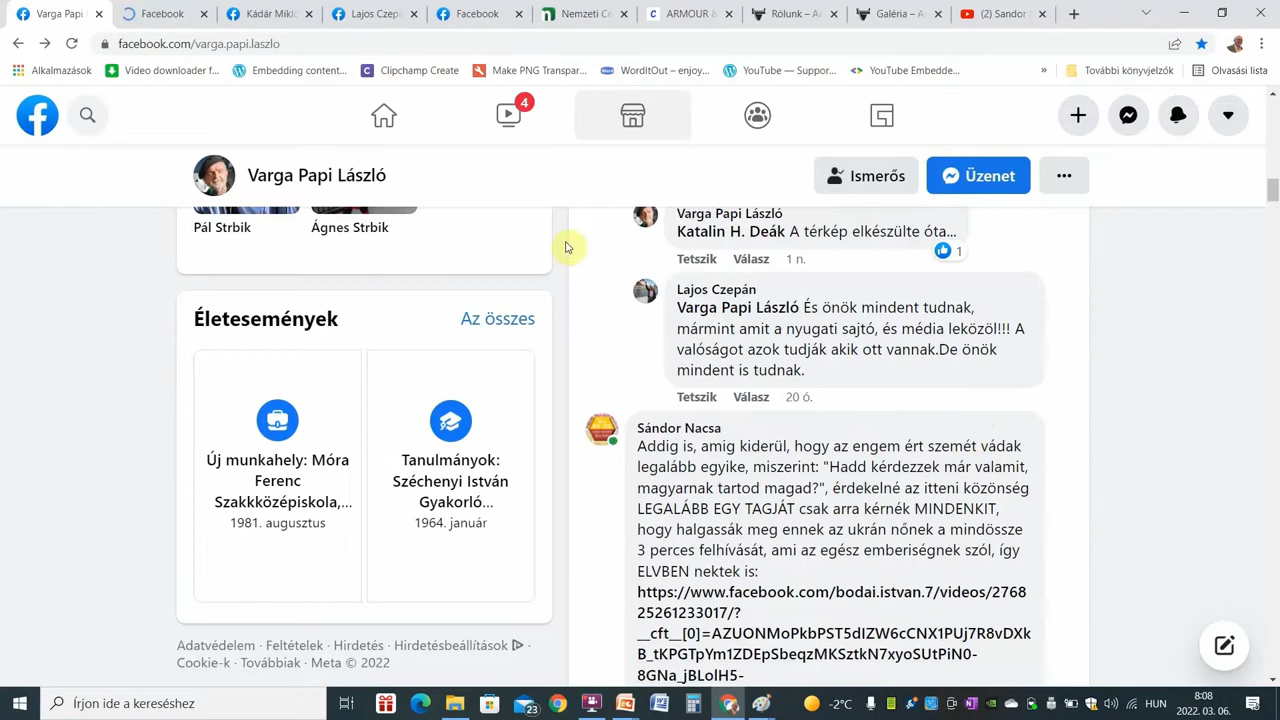 Varga Papi L
Facebook
Kádár Mikló
Lajos Czepá
Facebook
Nemzeti Cé
ARMOUR &
Rólunk – A
Galéria – A
(2) Sandor
facebook.com/varga.papi.laszlo
Alkalmazások
Video downloader f...
Embedding content...
Clipchamp Create
Make PNG Transpar...
WordItOut – enjoy...
YouTube — Suppor...
YouTube Embedde...
»
További könyvjelzők
Olvasási lista
4
Varga Papi László
Ismerős
Üzenet
Pál Strbik
Ágnes Strbik
Életesemények
Az összes
Új munkahely: Móra
Ferenc
Szakkközépiskola,...
1981. augusztus
Tanulmányok:
Széchenyi István
Gyakorló...
1964. január
Adatvédelem · Feltételek · Hirdetés · Hirdetésbeállítások ·
Cookie-k · Továbbiak · Meta © 2022
Varga Papi László
Katalin H. Deák A térkép elkészülte óta...
1
Tetszik Válasz 1 n.
Lajos Czepán
Varga Papi László És önök mindent tudnak,
mármint amit a nyugati sajtó, és média leközöl!!! A
valóságot azok tudják akik ott vannak.De önök
mindent is tudnak.
Tetszik Válasz 20 ó.
Sándor Nacsa
Addig is, amig kiderül, hogy az engem ért szemét vádak
legalább egyike, miszerint: "Hadd kérdezzek már valamit,
magyarnak tartod magad?", érdekelné az itteni közönség
LEGALÁBB EGY TAGJÁT csak arra kérnék MINDENKIT,
hogy halgassák meg ennek az ukrán nőnek a mindössze
3 perces felhívását, ami az egész emberiségnek szól, így
ELVBEN nektek is:
https://www.facebook.com/bodai.istvan.7/videos/2768
25261233017/?
__cft__[0]=AZUONMoPkbPST5dIZW6cCNX1PUj7R8vDXk
B_tKPGTpYm1ZDEpSbeqzMKSztkN7xyoSUtPiN0-
8GNa_jBLolH5-
Írjon ide a kereséshez
23
-2°C
HUN
8:08
2022. 03. 06.